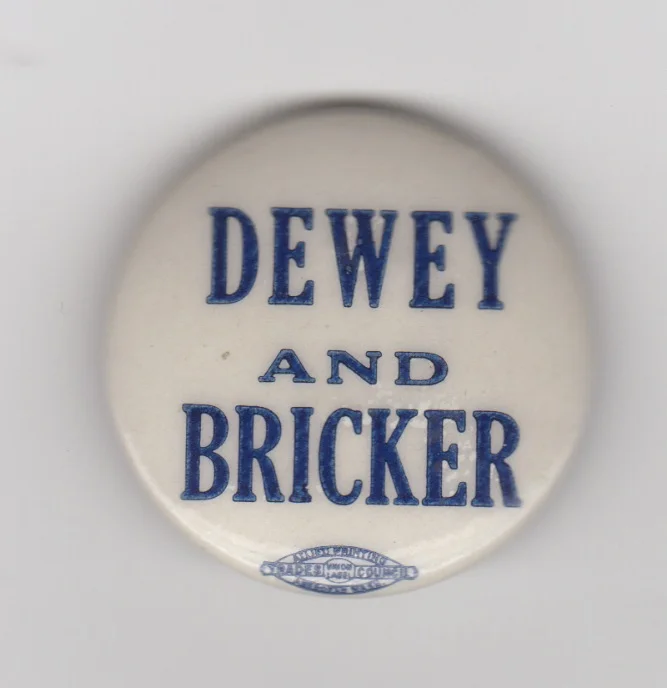 DEWEY
AND
BRICKER
ALLIED PRINTING
TRADES UNION LABEL COUNCIL